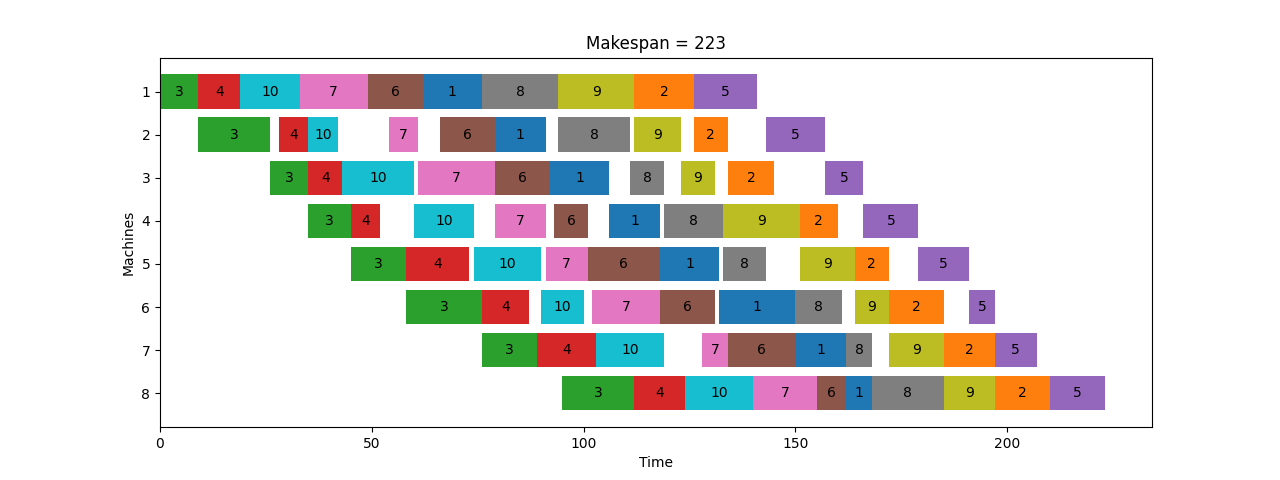 Makespan = 223
1 3 4 10 7 6 1 8 9 2 5
2 3 4 10 7 6 1 8 9 2 5
3 3 4 10 7 6 1 8 9 2 5
4 3 4 10 7 6 1 8 9 2 5
5 3 4 10 7 6 1 8 9 2 5
6 3 4 10 7 6 1 8 9 2 5
7 3 4 10 7 6 1 8 9 2 5
8 3 4 10 7 6 1 8 9 2 5
Machines
0 50 100 150 200
Time